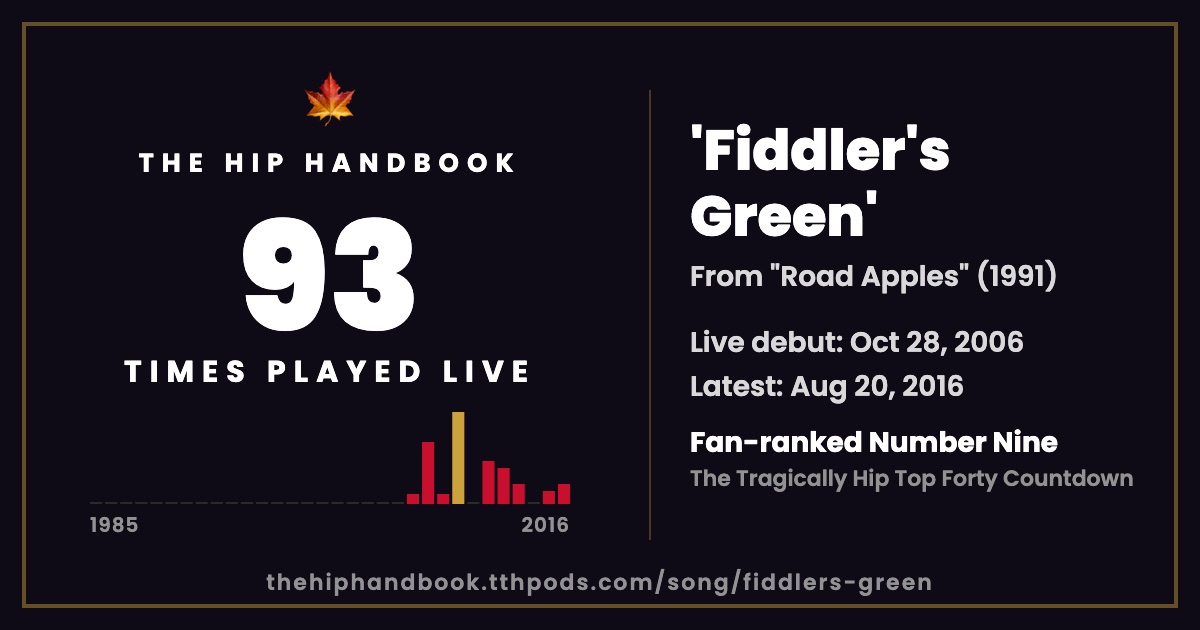 THE HIP HANDBOOK
93
TIMES PLAYED LIVE
1985
2016
'Fiddler's
Green'
From "Road Apples" (1991)
Live debut: Oct 28, 2006
Latest: Aug 20, 2016
Fan-ranked Number Nine
The Tragically Hip Top Forty Countdown
thehiphandbook.tthpods.com/song/fiddlers-green